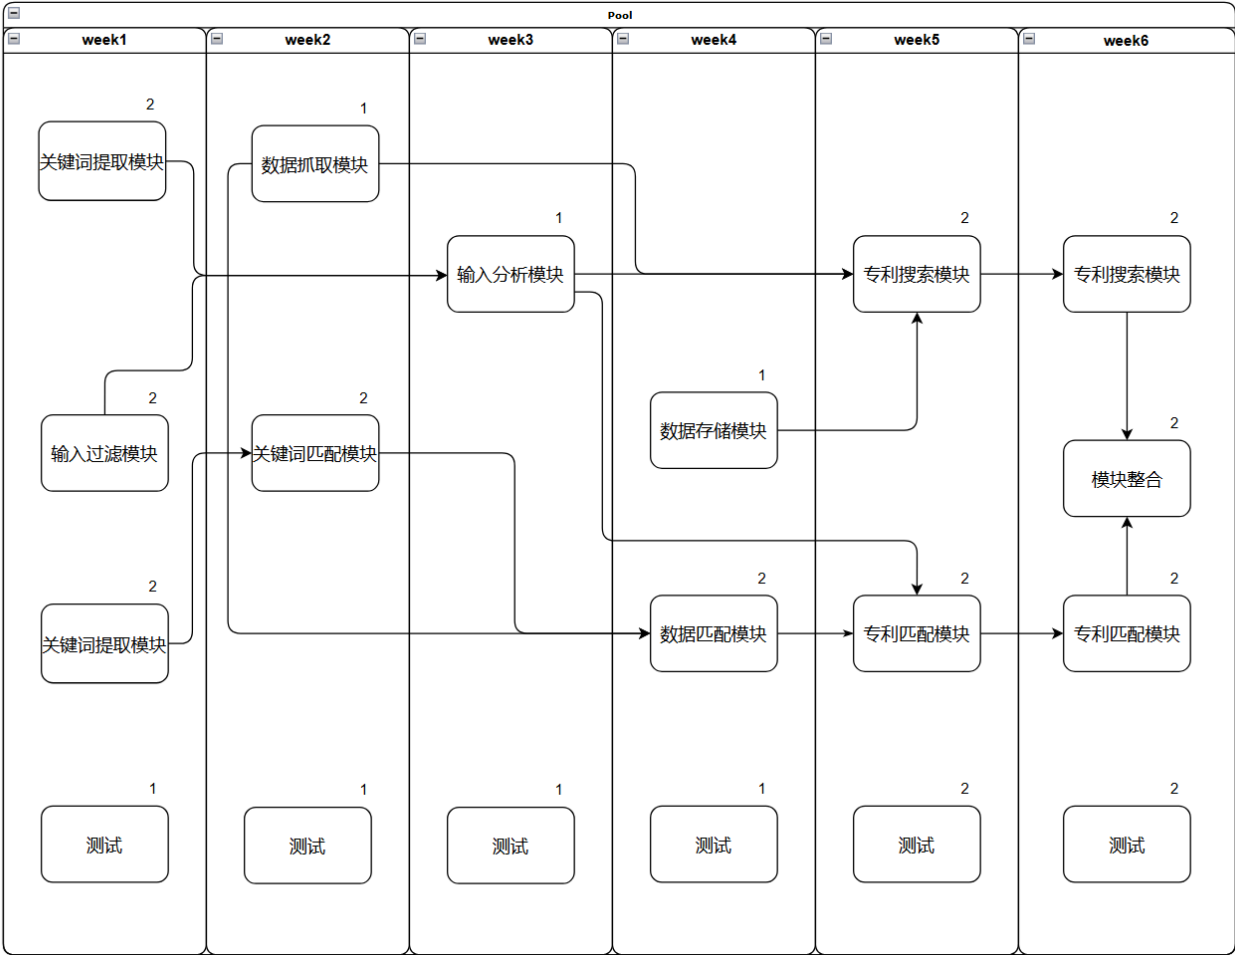 Pool
week1
week2
week3
week4
week5
week6
2
关键词提取模块
1
数据抓取模块
1
输入分析模块
2
专利搜索模块
2
专利搜索模块
2
输入过滤模块
2
关键词匹配模块
1
数据存储模块
2
模块整合
2
关键词提取模块
2
数据匹配模块
2
专利匹配模块
2
专利匹配模块
1
测试
1
测试
1
测试
1
测试
2
测试
2
测试